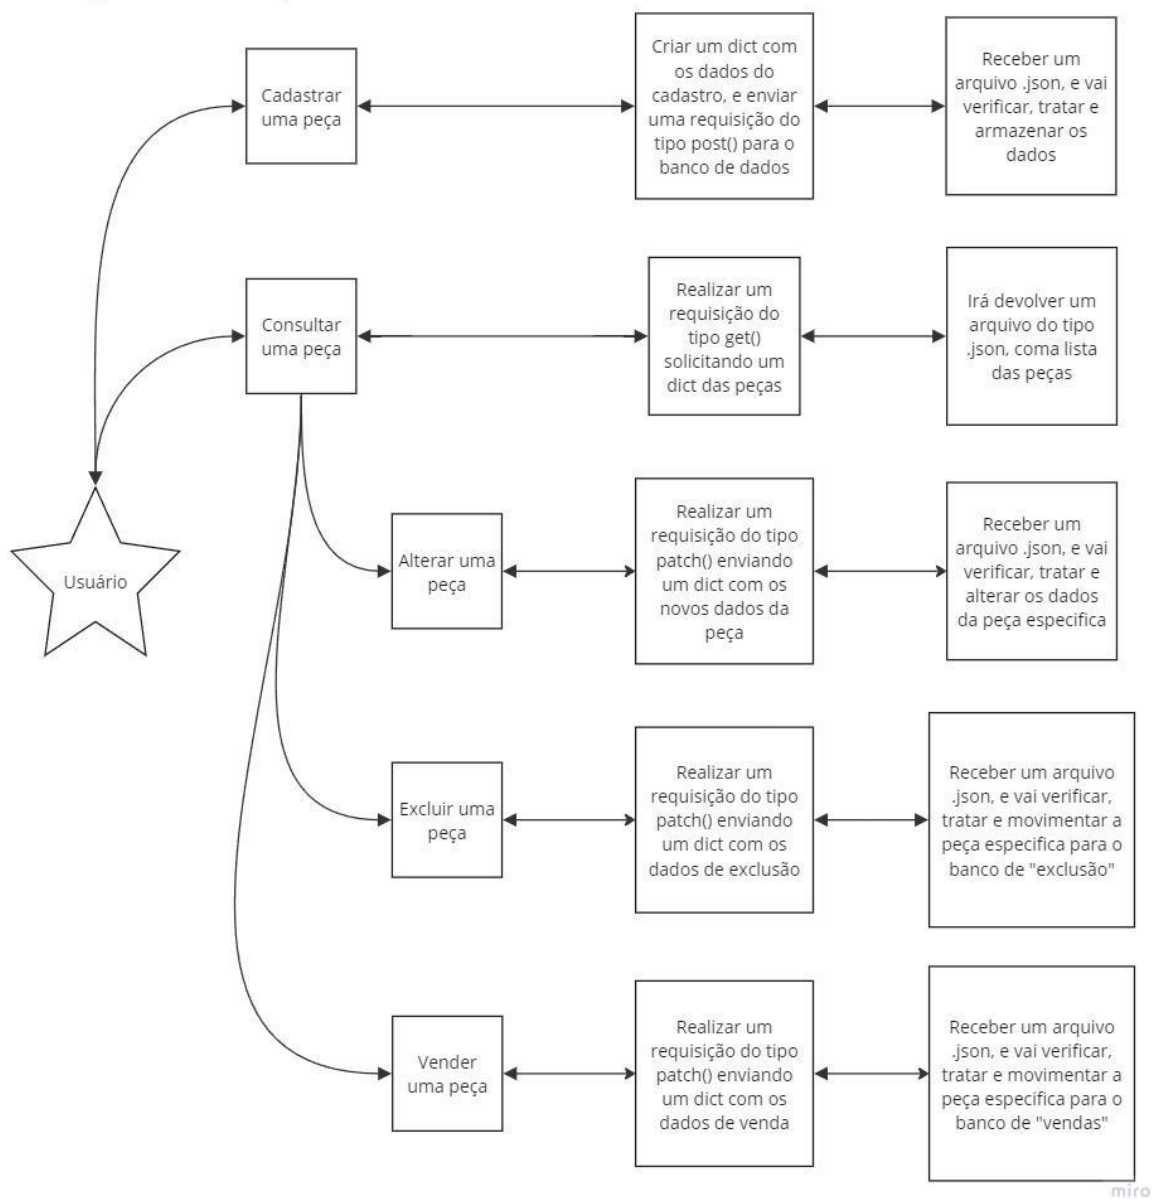 Cadastrar
uma peça
Criar um dict com
os dados do
cadastro, e enviar
uma requisição do
tipo post() para o
banco de dados
Receber um
arquivo .json, e vai
verificar, tratar e
armazenar os
dados
Consultar
uma peça
Realizar um
requisição do
tipo get()
solicitando um
dict das peças
Irá devolver um
arquivo do tipo
.json, coma lista
das peças
Usuário
Alterar uma
peça
Realizar um
requisição do tipo
patch() enviando
um dict com os
novos dados da
peça
Receber um
arquivo .json, e vai
verificar, tratar e
alterar os dados
da peça especifica
Excluir uma
peça
Realizar um
requisição do tipo
patch() enviando
um dict com os
dados de exclusão
Receber um arquivo
.json, e vai verificar,
tratar e movimentar a
peça especifica para o
banco de "exclusão"
Vender
uma peça
Realizar um
requisição do tipo
patch() enviando
um dict com os
dados de venda
Receber um arquivo
.json, e vai verificar,
tratar e movimentar a
peça especifica para o
banco de "vendas"
miro